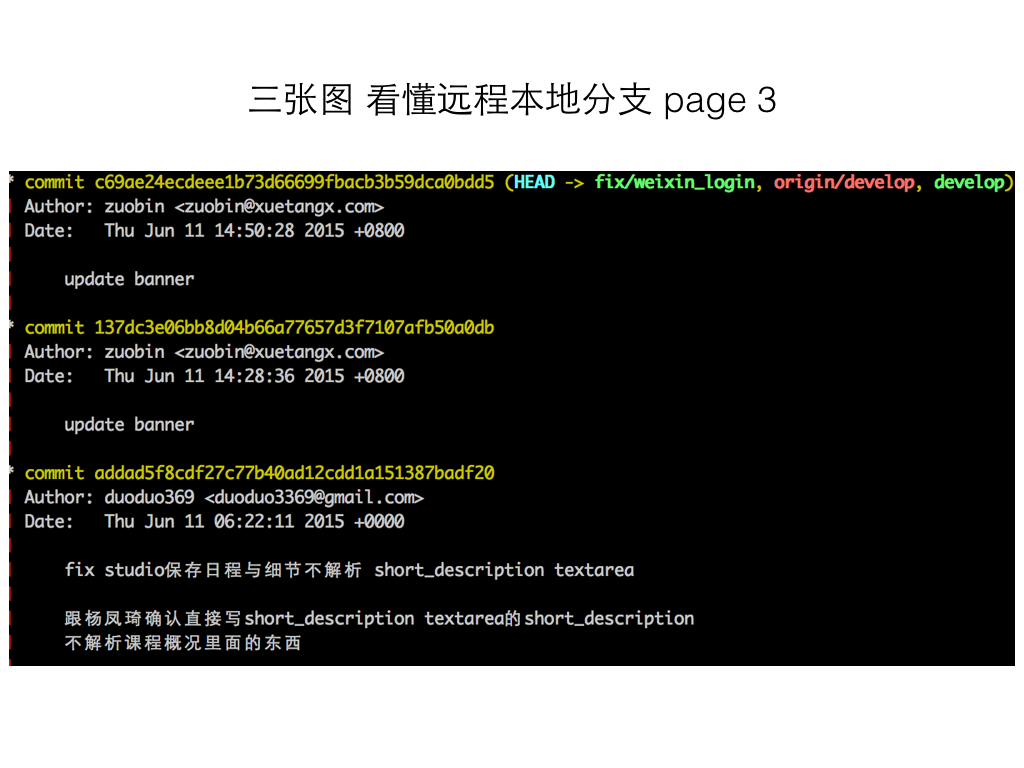 三张图 看懂远程本地分支 page 3
* commit c69ae24ecdeee1b73d66699fbacb3b59dca0bdd5 (HEAD -> fix/weixin_login, origin/develop, develop)
| Author: zuobin <zuobin@xuetangx.com>
| Date:   Thu Jun 11 14:50:28 2015 +0800
|
|     update banner
|
* commit 137dc3e06bb8d04b66a77657d3f7107afb50a0db
| Author: zuobin <zuobin@xuetangx.com>
| Date:   Thu Jun 11 14:28:36 2015 +0800
|
|     update banner
|
* commit addad5f8cdf27c77b40ad12cdd1a151387badf20
| Author: duoduo369 <duoduo3369@gmail.com>
| Date:   Thu Jun 11 06:22:11 2015 +0000
|
|     fix studio保存日程与细节不解析 short_description textarea
|
|     跟杨凤琦确认直接写short_description textarea的short_description
|     不解析课程概况里面的东西